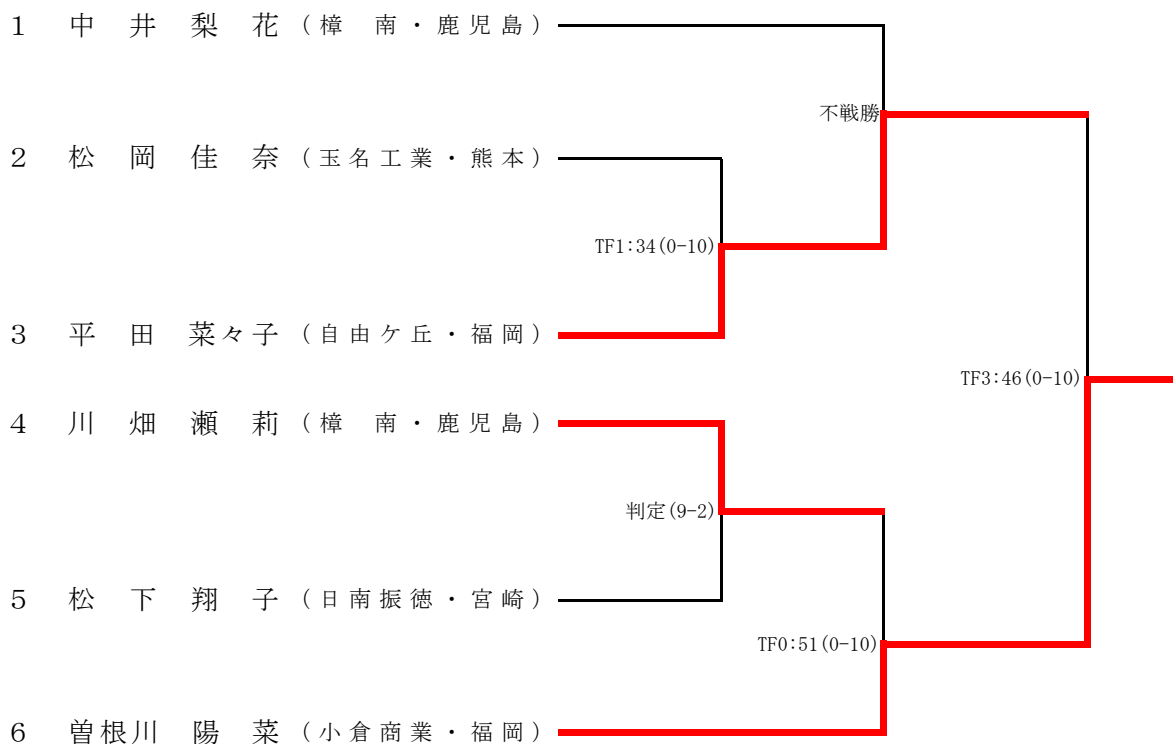 1 中井梨花 (樟南・鹿児島)
不戦勝
2 松岡佳奈 (玉名工業・熊本)
TF1:34(0-10)
3 平田菜々子 (自由ケ丘・福岡)
TF3:46(0-10)
4 川畑瀬莉 (樟南・鹿児島)
判定(9-2)
5 松下翔子 (日南振徳・宮崎)
TF0:51(0-10)
6 曽根川陽菜 (小倉商業・福岡)